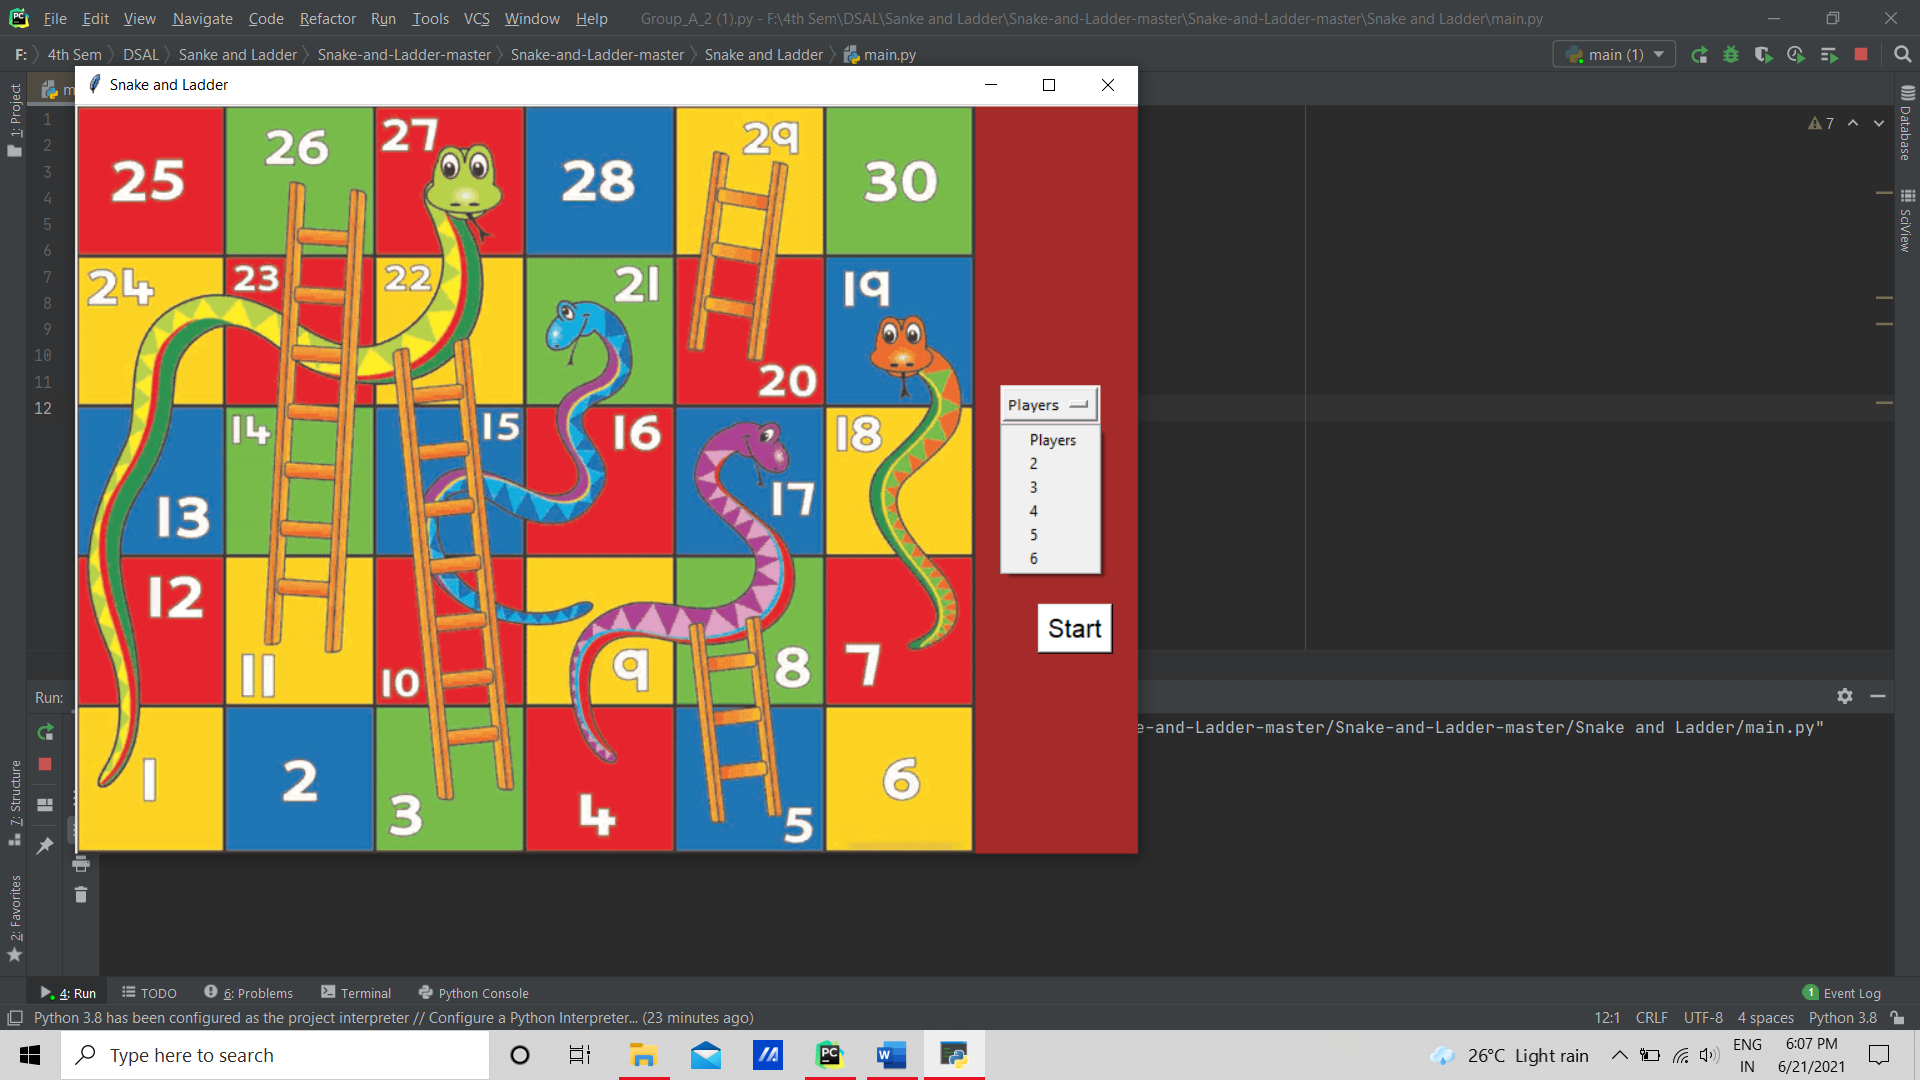 File Edit View Navigate Code Refactor Run Tools VCS Window Help Group_A_2 (1).py - F:\4th Sem\DSAL\Sanke and Ladder\Snake-and-Ladder-master\Snake-and-Ladder-master\Snake and Ladder\main.py
F: 4th Sem DSAL Sanke and Ladder Snake-and-Ladder-master Snake-and-Ladder-master Snake and Ladder main.py main (1)
Snake and Ladder
1: Project
1
2
3
4
5
6
7
8
9
10
11
12
7
Database
SciView
25 26 27 28 29 30
24 23 22 21 20 19
13 14 15 16 17 18
12 11 10 9 8 7
1 2 3 4 5 6
Players
Players
2
3
4
5
6
Start
Run:
e-and-Ladder-master/Snake-and-Ladder-master/Snake and Ladder/main.py"
7: Structure
2: Favorites
4: Run TODO 6: Problems Terminal Python Console 1 Event Log
Python 3.8 has been configured as the project interpreter // Configure a Python Interpreter... (23 minutes ago) 12:1 CRLF UTF-8 4 spaces Python 3.8
Type here to search
26°C Light rain
ENG
IN
6:07 PM
6/21/2021